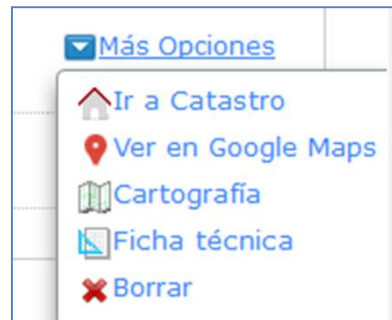 Más Opciones
Ir a Catastro
Ver en Google Maps
Cartografía
Ficha técnica
Borrar